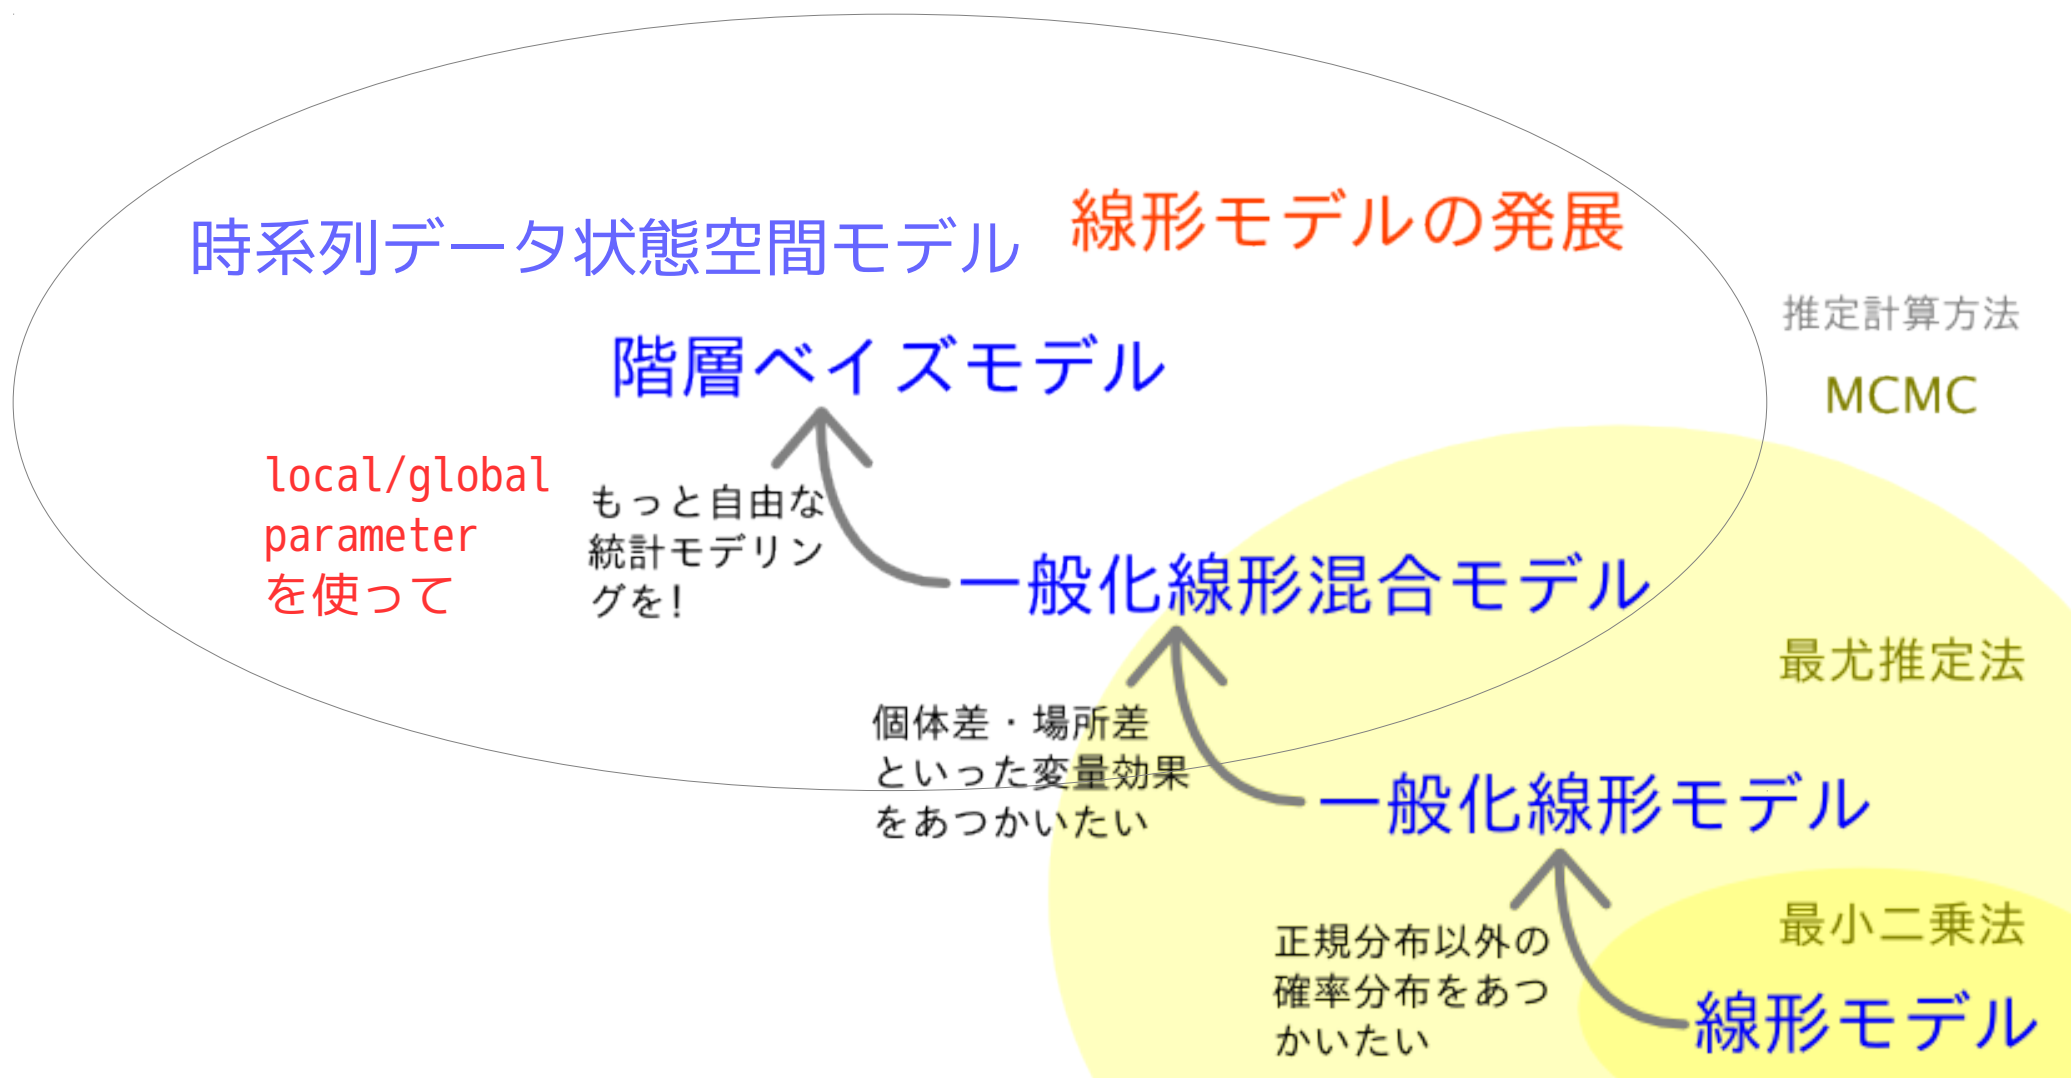 線形モデルの発展
時系列データ状態空間モデル
推定計算方法
階層ベイズモデル
MCMC
local/global
parameter
を使って
もっと自由な
統計モデリン
グを!
一般化線形混合モデル
最尤推定法
個体差・場所差
といった変量効果
をあつかいたい
一般化線形モデル
最小二乗法
正規分布以外の
確率分布をあつ
かいたい
線形モデル